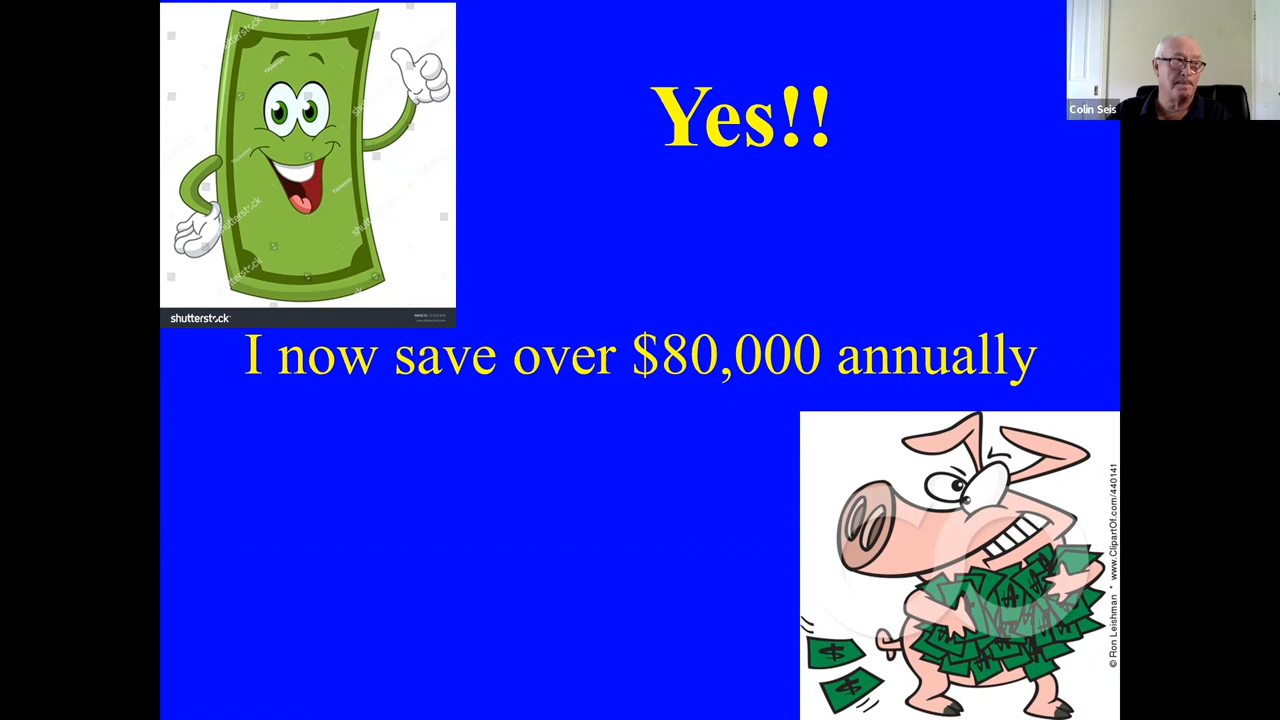 Yes!!
Colin Seis
shutterstock
I now save over $80,000 annually
© Ron Leishman * www.ClipartOf.com/440141